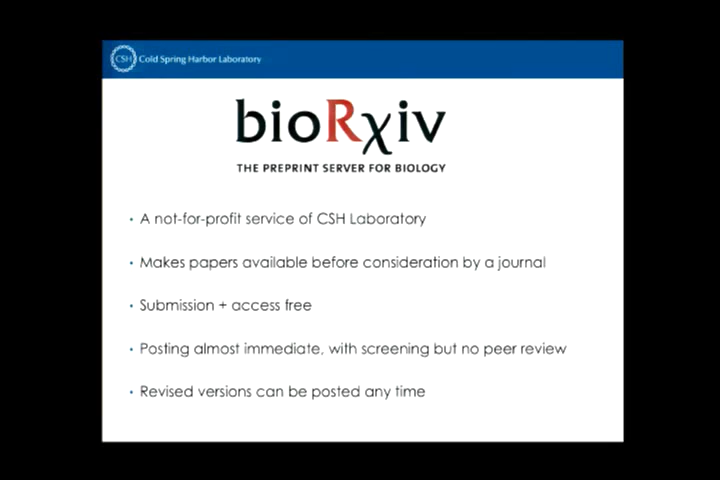 CSH Cold Spring Harbor Laboratory
bioRχiv
THE PREPRINT SERVER FOR BIOLOGY
• A not-for-profit service of CSH Laboratory
• Makes papers available before consideration by a journal
• Submission + access free
• Posting almost immediate, with screening but no peer review
• Revised versions can be posted any time